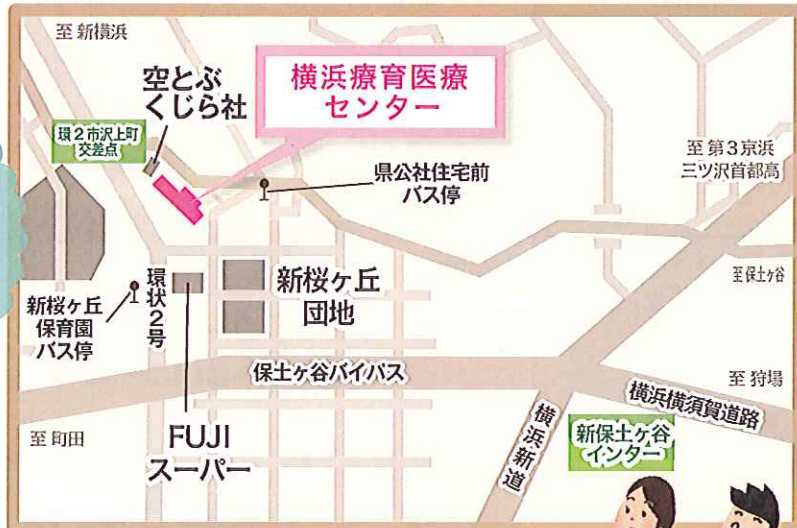 至 新横浜
空とぶ
くじら社
環2市沢上町
交差点
横浜療育医療
センター
県公社住宅前
バス停
至 第3京浜
三ツ沢首都高
至保土ヶ谷
新桜ヶ丘
保育園
バス停
環状2号
新桜ヶ丘
団地
保土ヶ谷バイパス
至 狩場
横浜横須賀道路
至 町田
FUJI
スーパー
横浜新道
新保土ヶ谷
インター